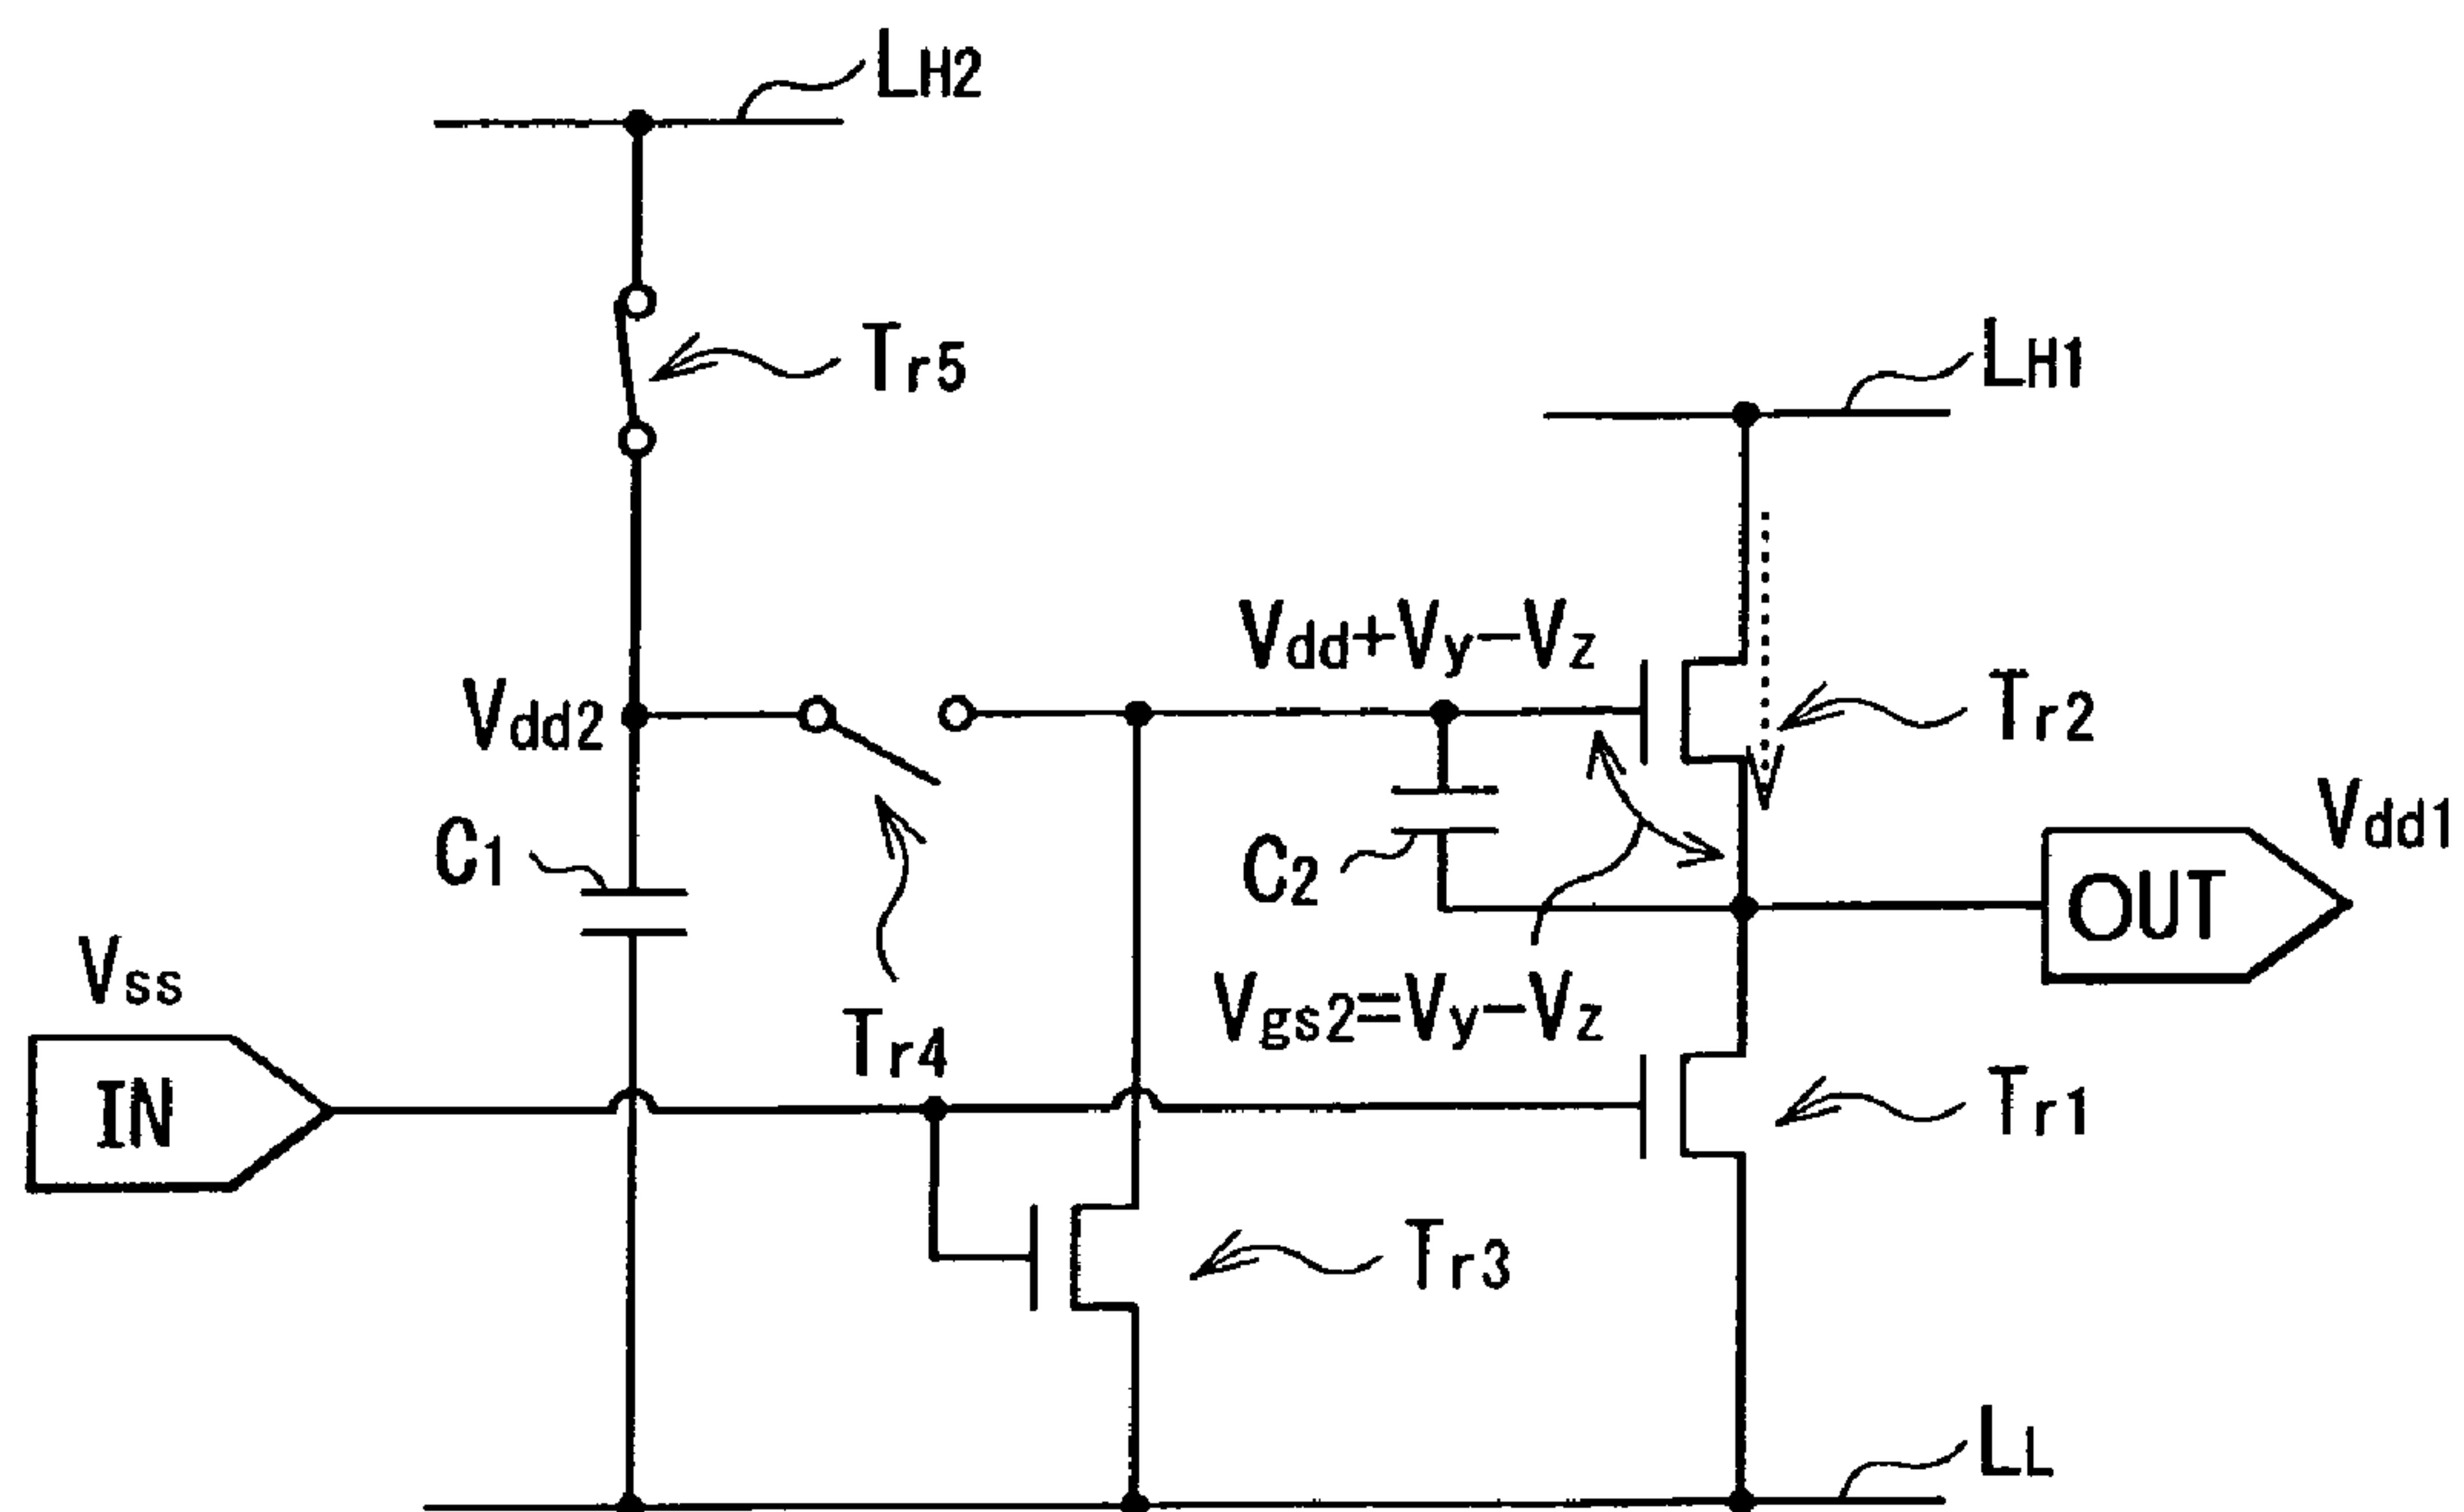 LH2
Tr5
LH1
Vdd+Vy−Vz
Tr2
Vdd2
Vdd1
C1
C2
OUT
Vss
Vgs2=Vy−Vz
Tr4
IN
Tr1
Tr3
LL